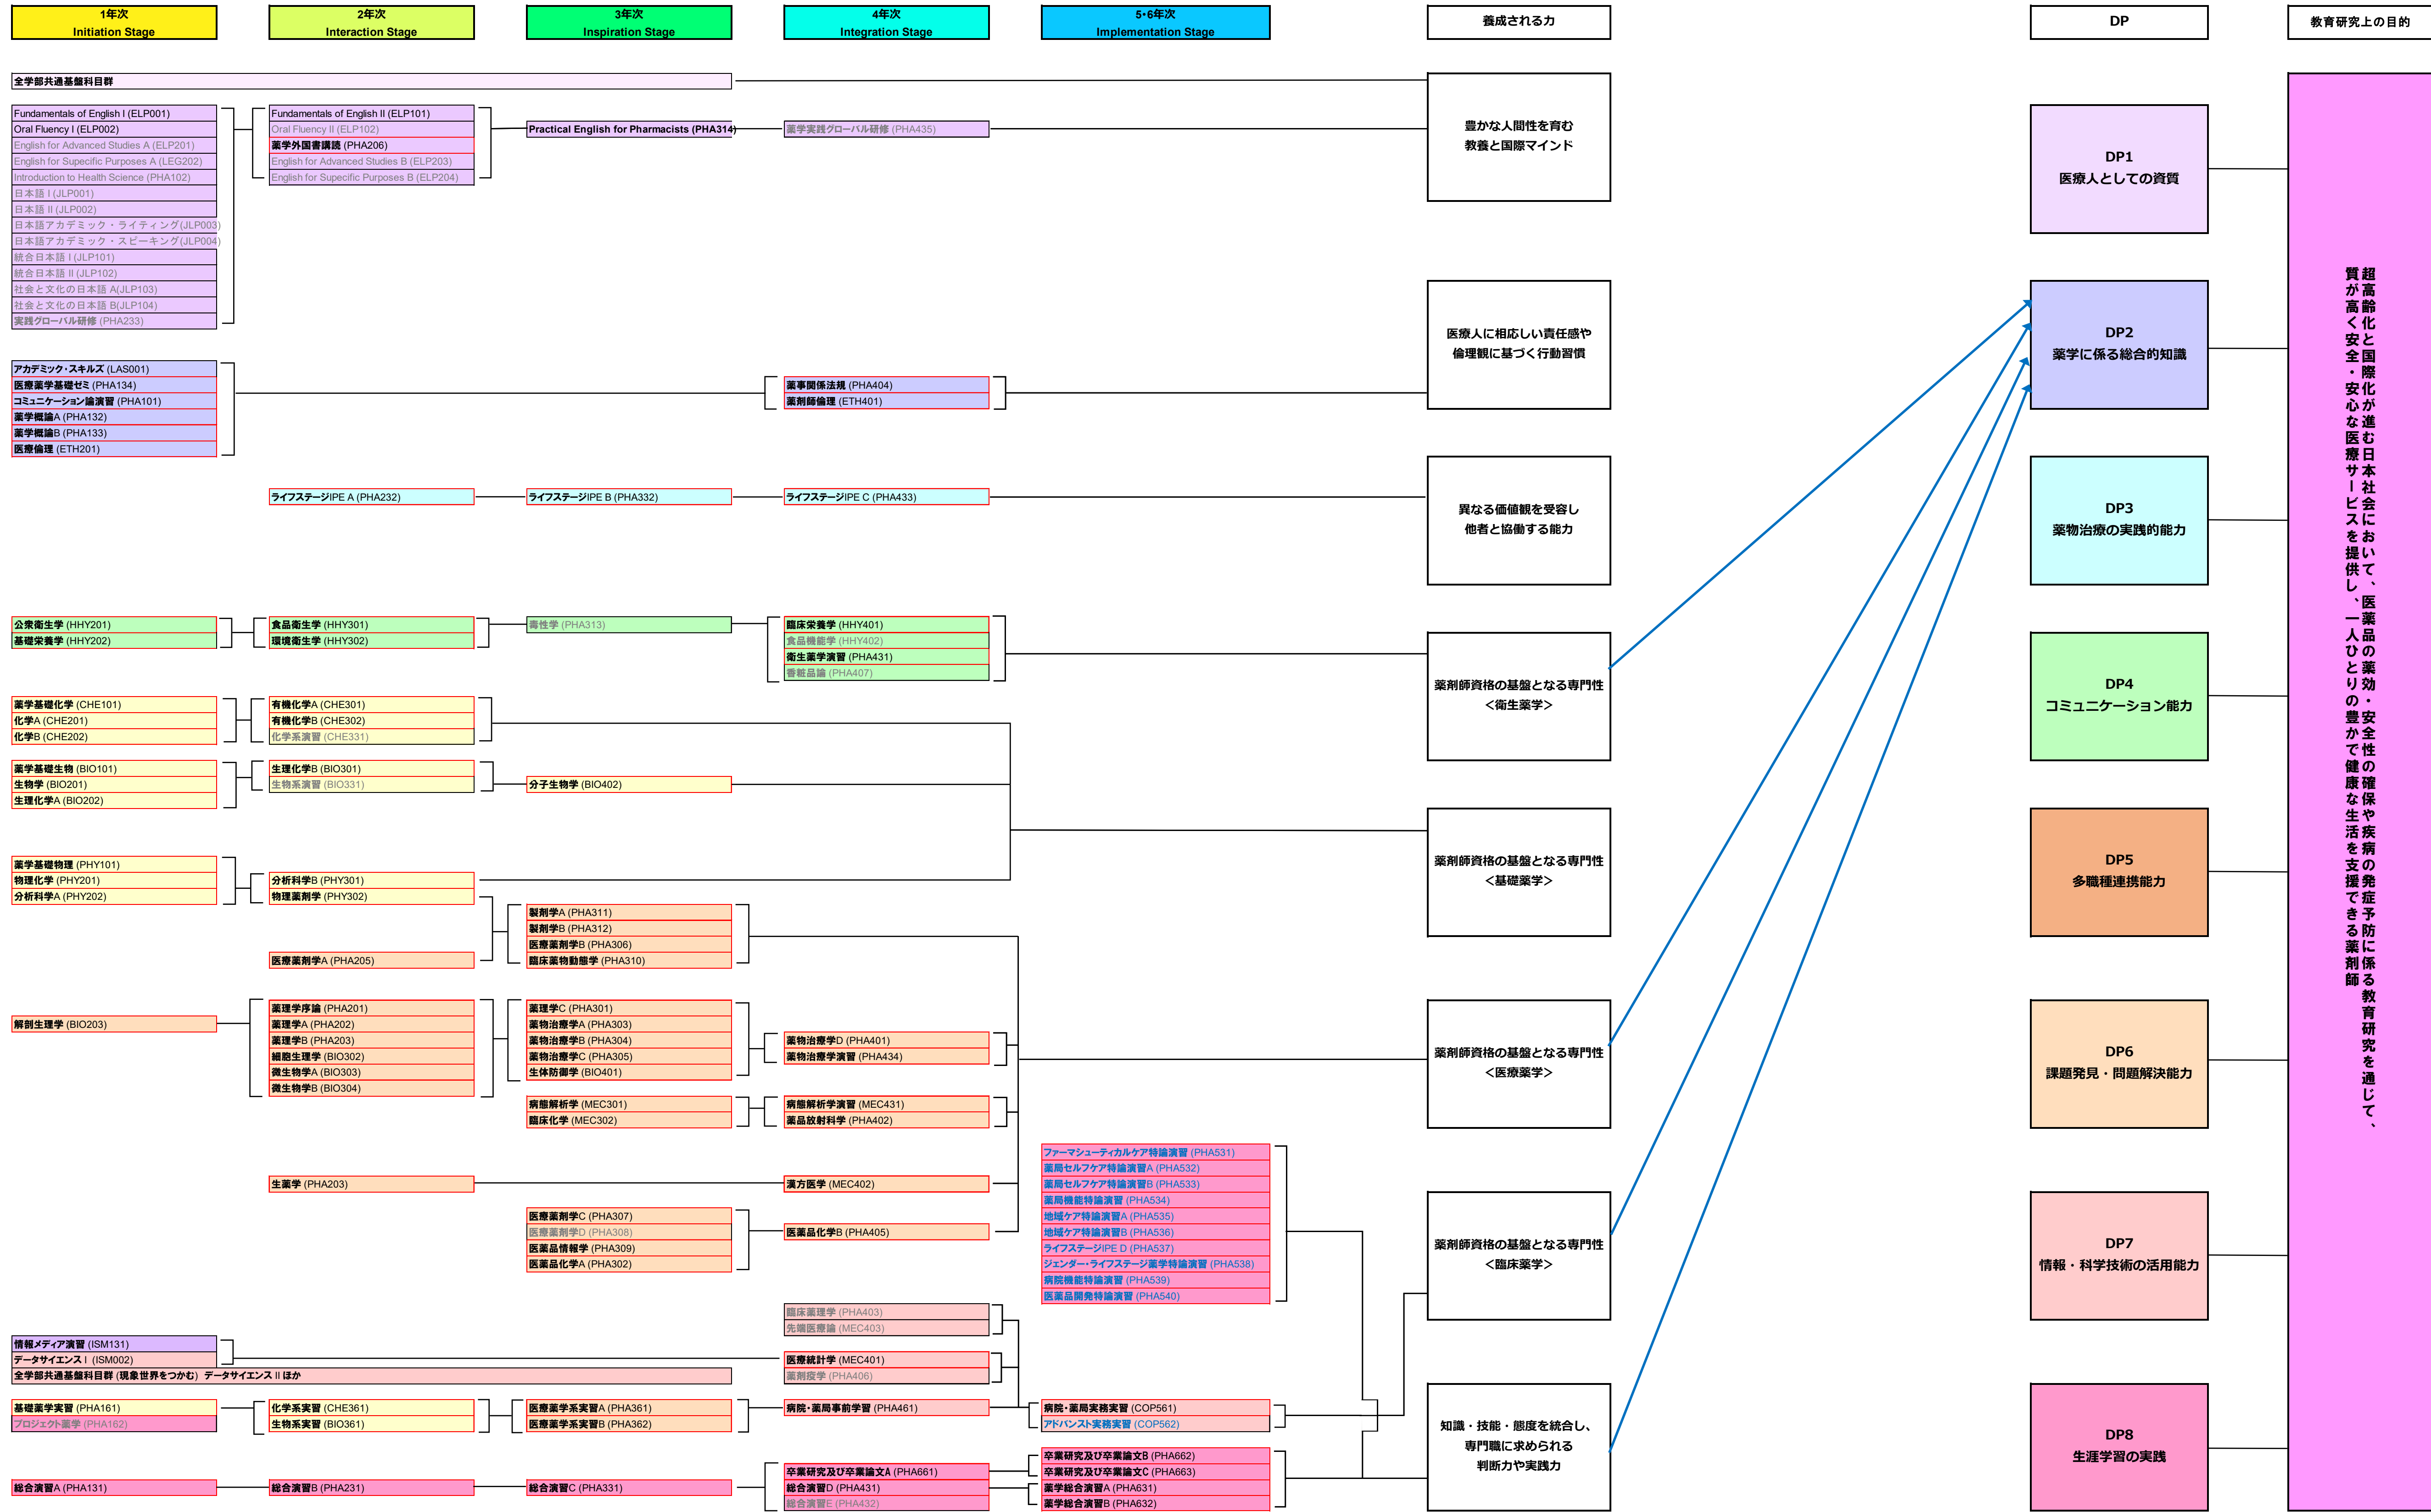 1年次
Initiation Stage
2年次
Interaction Stage
3年次
Inspiration Stage
4年次
Integration Stage
5・6年次
Implementation Stage
養成される力
DP
教育研究上の目的
全学部共通基盤科目群
Fundamentals of English I (ELP001)
Oral Fluency I (ELP002)
English for Advanced Studies A (ELP201)
English for Supecific Purposes A (LEG202)
Introduction to Health Science (PHA102)
日本語 I (JLP001)
日本語 II (JLP002)
日本語アカデミック・ライティング(JLP003)
日本語アカデミック・スピーキング(JLP004)
統合日本語 I (JLP101)
統合日本語 II (JLP102)
社会と文化の日本語 A(JLP103)
社会と文化の日本語 B(JLP104)
実践グローバル研修 (PHA233)
Fundamentals of English II (ELP101)
Oral Fluency II (ELP102)
薬学外国書講読 (PHA206)
English for Advanced Studies B (ELP203)
English for Supecific Purposes B (ELP204)
Practical English for Pharmacists (PHA314)
薬学実践グローバル研修 (PHA435)
豊かな人間性を育む
教養と国際マインド
アカデミック・スキルズ (LAS001)
医療薬学基礎ゼミ (PHA134)
コミュニケーション論演習 (PHA101)
薬学概論A (PHA132)
薬学概論B (PHA133)
医療倫理 (ETH201)
薬事関係法規 (PHA404)
薬剤師倫理 (ETH401)
医療人に相応しい責任感や
倫理観に基づく行動習慣
ライフステージIPE A (PHA232)
ライフステージIPE B (PHA332)
ライフステージIPE C (PHA433)
異なる価値観を受容し
他者と協働する能力
公衆衛生学 (HHY201)
基礎栄養学 (HHY202)
食品衛生学 (HHY301)
環境衛生学 (HHY302)
毒性学 (PHA313)
臨床栄養学 (HHY401)
食品機能学 (HHY402)
衛生薬学演習 (PHA431)
香粧品論 (PHA407)
薬剤師資格の基盤となる専門性
＜衛生薬学＞
薬学基礎化学 (CHE101)
化学A (CHE201)
化学B (CHE202)
有機化学A (CHE301)
有機化学B (CHE302)
化学系演習 (CHE331)
薬学基礎生物 (BIO101)
生物学 (BIO201)
生理化学A (BIO202)
生理化学B (BIO301)
生物系演習 (BIO331)
分子生物学 (BIO402)
薬学基礎物理 (PHY101)
物理化学 (PHY201)
分析科学A (PHY202)
分析科学B (PHY301)
物理薬剤学 (PHY302)
薬剤師資格の基盤となる専門性
＜基礎薬学＞
医療薬剤学A (PHA205)
製剤学A (PHA311)
製剤学B (PHA312)
医療薬剤学B (PHA306)
臨床薬物動態学 (PHA310)
解剖生理学 (BIO203)
薬理学序論 (PHA201)
薬理学A (PHA202)
薬理学B (PHA203)
細胞生理学 (BIO302)
微生物学A (BIO303)
微生物学B (BIO304)
薬理学C (PHA301)
薬物治療学A (PHA303)
薬物治療学B (PHA304)
薬物治療学C (PHA305)
生体防御学 (BIO401)
薬物治療学D (PHA401)
薬物治療学演習 (PHA434)
病態解析学 (MEC301)
臨床化学 (MEC302)
病態解析学演習 (MEC431)
薬品放射科学 (PHA402)
薬剤師資格の基盤となる専門性
＜医療薬学＞
生薬学 (PHA203)
漢方医学 (MEC402)
医療薬剤学C (PHA307)
医療薬剤学D (PHA308)
医薬品情報学 (PHA309)
医薬品化学A (PHA302)
医薬品化学B (PHA405)
ファーマシューティカルケア特論演習 (PHA531)
薬局セルフケア特論演習A (PHA532)
薬局セルフケア特論演習B (PHA533)
薬局機能特論演習 (PHA534)
地域ケア特論演習A (PHA535)
地域ケア特論演習B (PHA536)
ライフステージIPE D (PHA537)
ジェンダー・ライフステージ薬学特論演習 (PHA538)
病院機能特論演習 (PHA539)
医薬品開発特論演習 (PHA540)
薬剤師資格の基盤となる専門性
＜臨床薬学＞
臨床薬理学 (PHA403)
先端医療論 (MEC403)
情報メディア演習 (ISM131)
データサイエンス I (ISM002)
全学部共通基盤科目群 (現象世界をつかむ) データサイエンス II ほか
医療統計学 (MEC401)
薬剤疫学 (PHA406)
基礎薬学実習 (PHA161)
プロジェクト薬学 (PHA162)
化学系実習 (CHE361)
生物系実習 (BIO361)
医療薬学系実習A (PHA361)
医療薬学系実習B (PHA362)
病院・薬局事前学習 (PHA461)
病院・薬局実務実習 (COP561)
アドバンスト実務実習 (COP562)
知識・技能・態度を統合し、
専門職に求められる
判断力や実践力
総合演習A (PHA131)
総合演習B (PHA231)
総合演習C (PHA331)
卒業研究及び卒業論文A (PHA661)
総合演習D (PHA431)
総合演習E (PHA432)
卒業研究及び卒業論文B (PHA662)
卒業研究及び卒業論文C (PHA663)
薬学総合演習A (PHA631)
薬学総合演習B (PHA632)
DP1
医療人としての資質
DP2
薬学に係る総合的知識
DP3
薬物治療の実践的能力
DP4
コミュニケーション能力
DP5
多職種連携能力
DP6
課題発見・問題解決能力
DP7
情報・科学技術の活用能力
DP8
生涯学習の実践
超高齢化と国際化が進む日本社会において、医薬品の薬効・安全性の確保や疾病の発症予防に係る教育研究を通じて、
質が高く安全・安心な医療サービスを提供し、一人ひとりの豊かで健康な生活を支援できる薬剤師